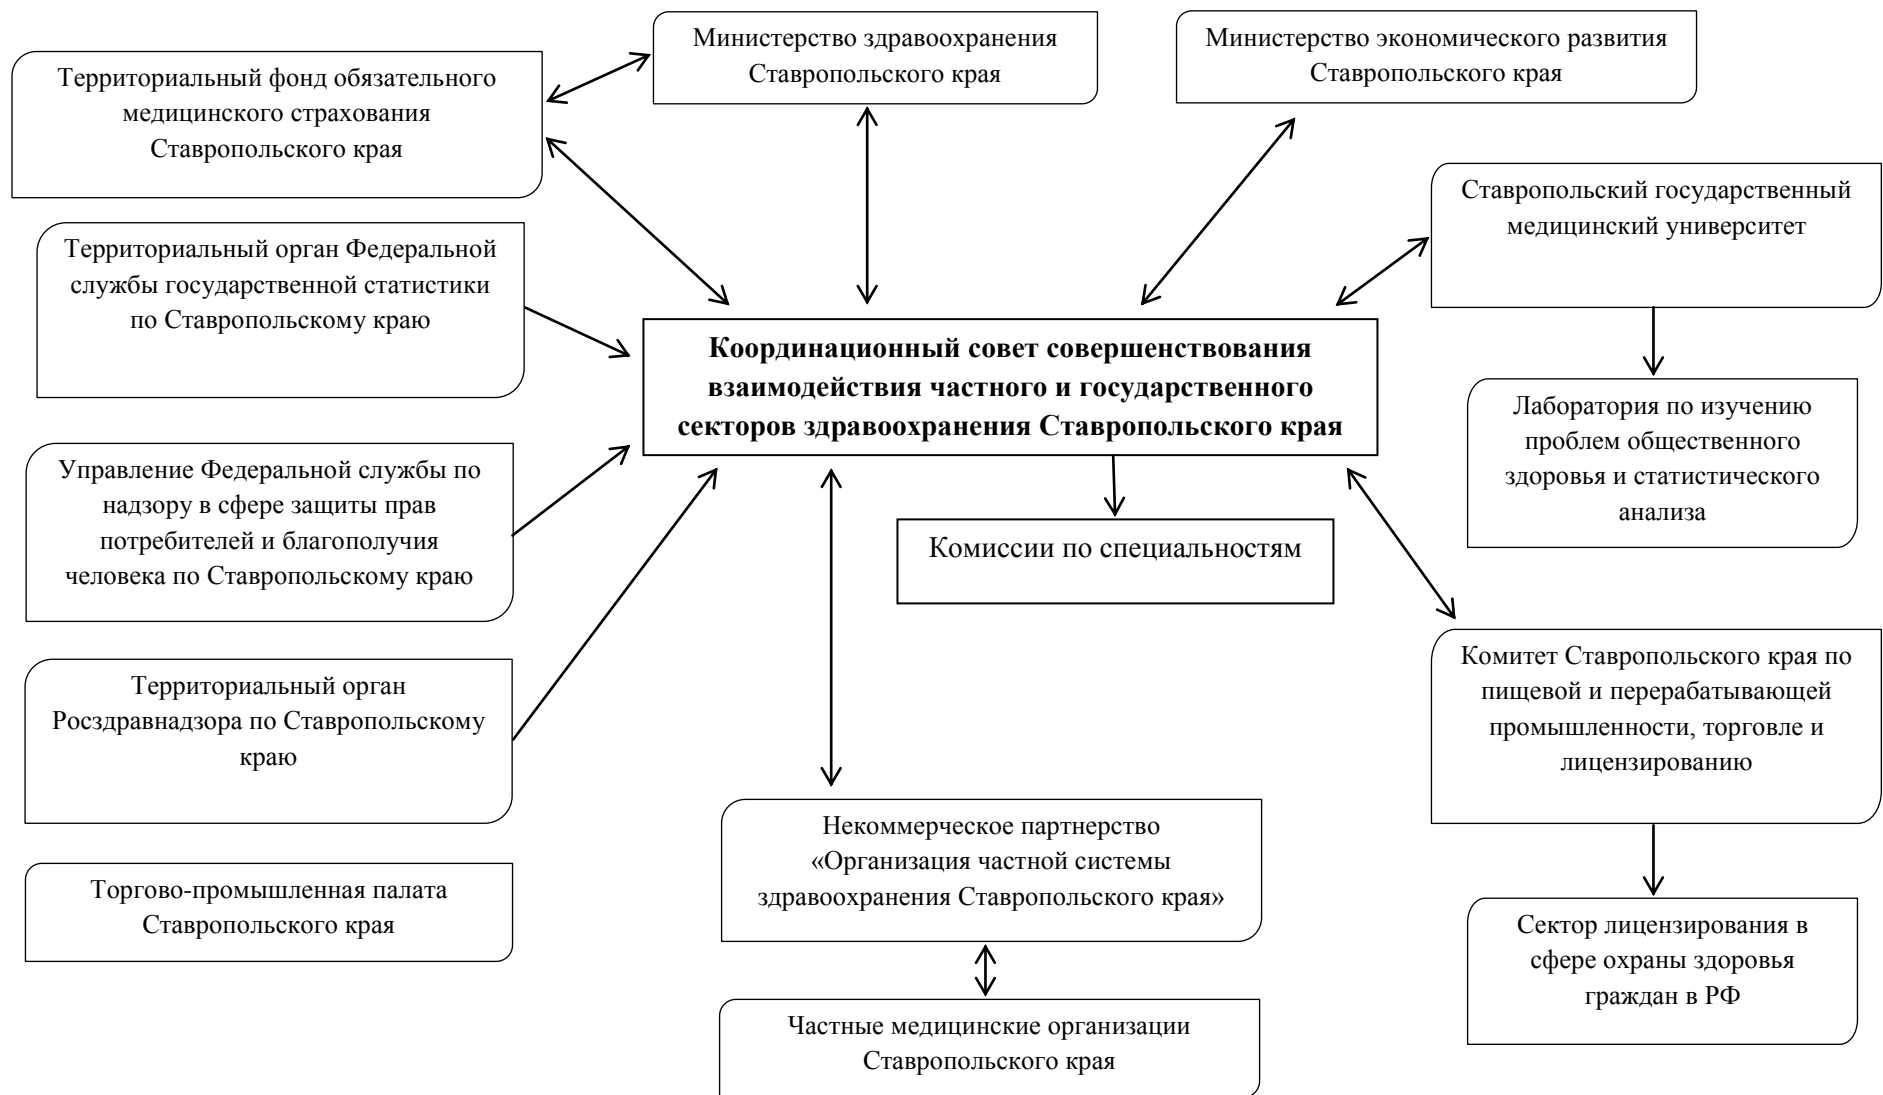 Министерство здравоохранения
Ставропольского края
Министерство экономического развития
Ставропольского края
Территориальный фонд обязательного
медицинского страхования
Ставропольского края
Ставропольский государственный
медицинский университет
Территориальный орган Федеральной
службы государственной статистики
по Ставропольскому краю
Координационный совет совершенствования
взаимодействия частного и государственного
секторов здравоохранения Ставропольского края
Лаборатория по изучению
проблем общественного
здоровья и статистического
анализа
Управление Федеральной службы по
надзору в сфере защиты прав
потребителей и благополучия
человека по Ставропольскому краю
Комиссии по специальностям
Территориальный орган
Росздравнадзора по Ставропольскому
краю
Комитет Ставропольского края по
пищевой и перерабатывающей
промышленности, торговле и
лицензированию
Некоммерческое партнерство
«Организация частной системы
здравоохранения Ставропольского края»
Торгово-промышленная палата
Ставропольского края
Сектор лицензирования в
сфере охраны здоровья
граждан в РФ
Частные медицинские организации
Ставропольского края